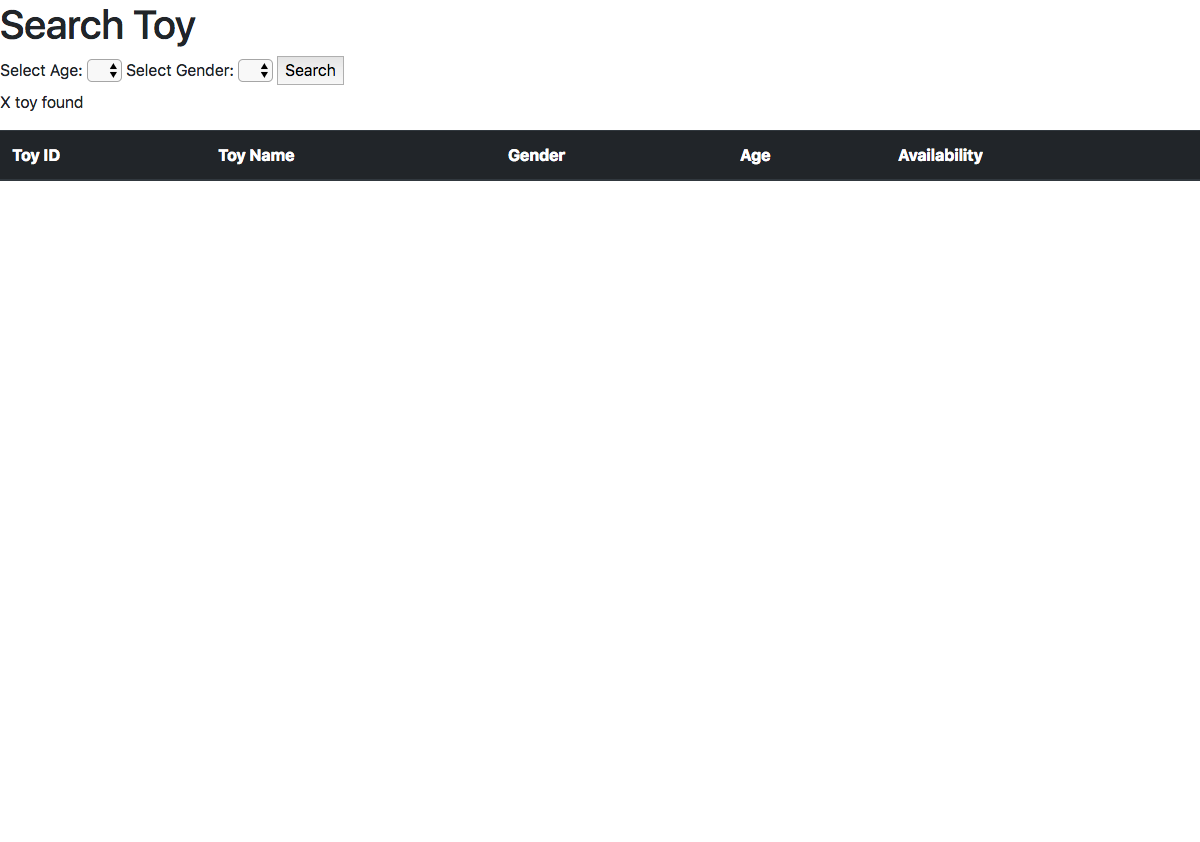 Search Toy
Select Age: Select Gender: Search
X toy found
Toy ID Toy Name Gender Age Availability